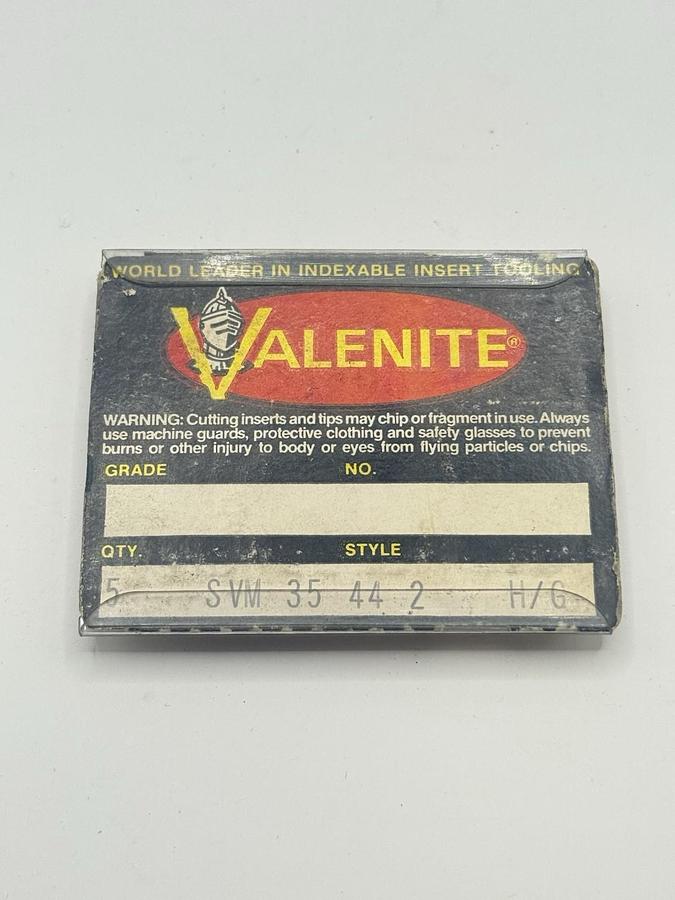 WORLD LEADER IN INDEXABLE INSERT TOOLING
VALENITE®
WARNING: Cutting inserts and tips may chip or fragment in use. Always
use machine guards, protective clothing and safety glasses to prevent
burns or other injury to body or eyes from flying particles or chips.
GRADE NO.
QTY. STYLE
5 SVM 35 44 2 H/G